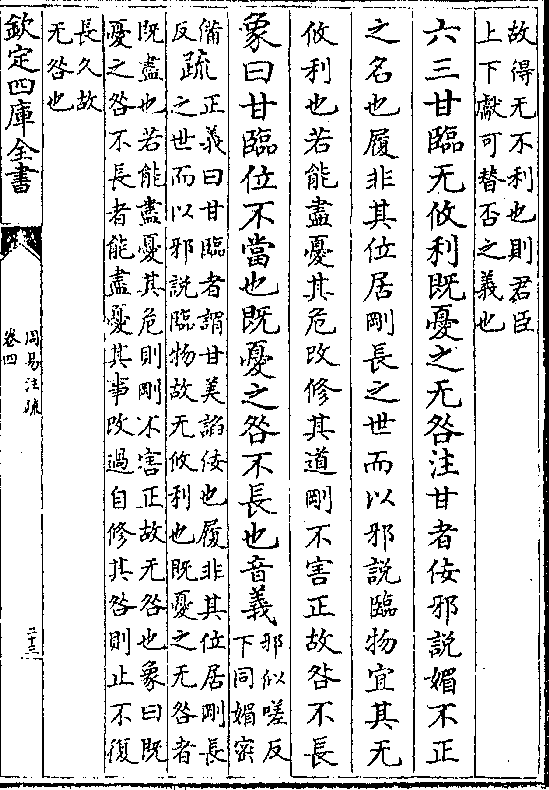 故得无不利也則君臣
上下獻可替否之義也
六三甘臨无攸利既憂之无咎注甘者佞邪說媚不正
之名也履非其位居剛長之世而以邪說臨物宜其无
攸利也若能盡憂其危改修其道剛不害正故咎不長
象曰甘臨位不當也既憂之咎不長也音義邪似嗟反
下同媚密
備疏正義曰甘臨者謂甘美諂佞也履非其位居剛長
反之世而以邪說臨物故无攸利也既憂之无咎者
既盡也若能盡憂其危則剛不害正故无咎也象曰既
憂之咎不長者能盡憂其事改過自修其咎則止不復
長久故
无咎也
欽定四庫全書
周易注疏
卷四
二十三